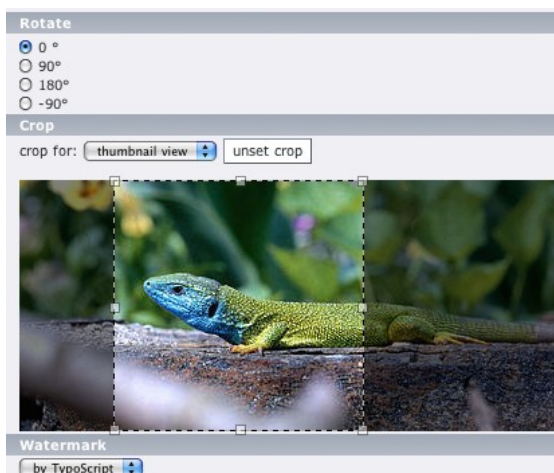 Rotate
0 °
90°
180°
-90°
Crop
crop for: thumbnail view unset crop
Watermark
by TypoScript